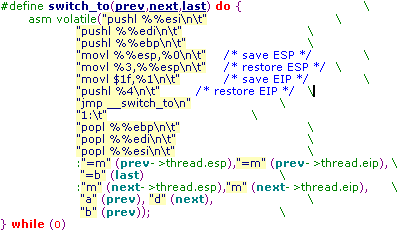 #define switch_to(prev,next,last) do { \
asm volatile("pushl %%esi\n\t" \
"pushl %%edi\n\t" \
"pushl %%ebp\n\t" \
"movl %%esp,%0\n\t" /* save ESP */ \
"movl %3,%%esp\n\t" /* restore ESP */ \
"movl $1f,%1\n\t" /* save EIP */ \
"pushl %4\n\t" /* restore EIP */ \
"jmp __switch_to\n" \
"1:\t" \
"popl %%ebp\n\t" \
"popl %%edi\n\t" \
"popl %%esi\n\t" \
:"=m" (prev->thread.esp),"=m" (prev->thread.eip), \
"=b" (last) \
:"m" (next->thread.esp),"m" (next->thread.eip), \
"a" (prev), "d" (next), \
"b" (prev)); \
} while (0)